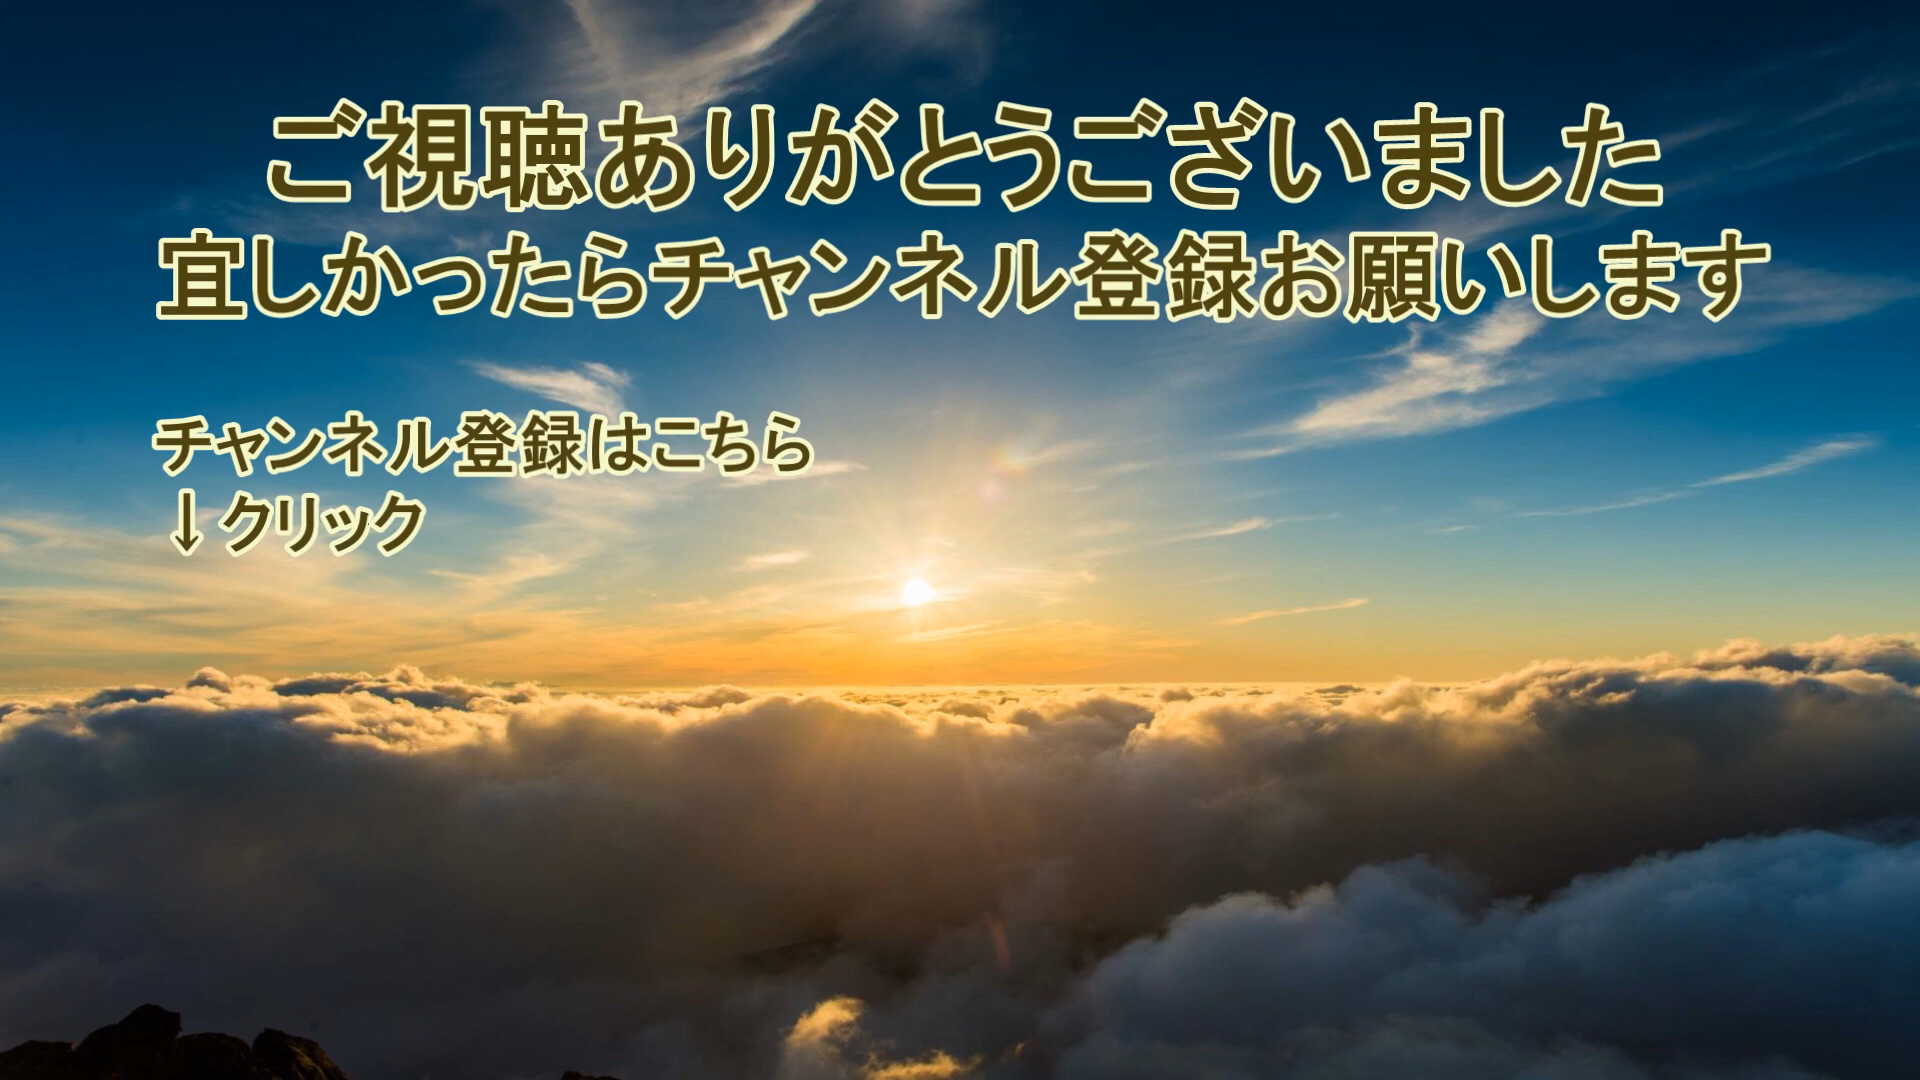 ご視聴ありがとうございました
宜しかったらチャンネル登録お願いします
チャンネル登録はこちら
↓クリック